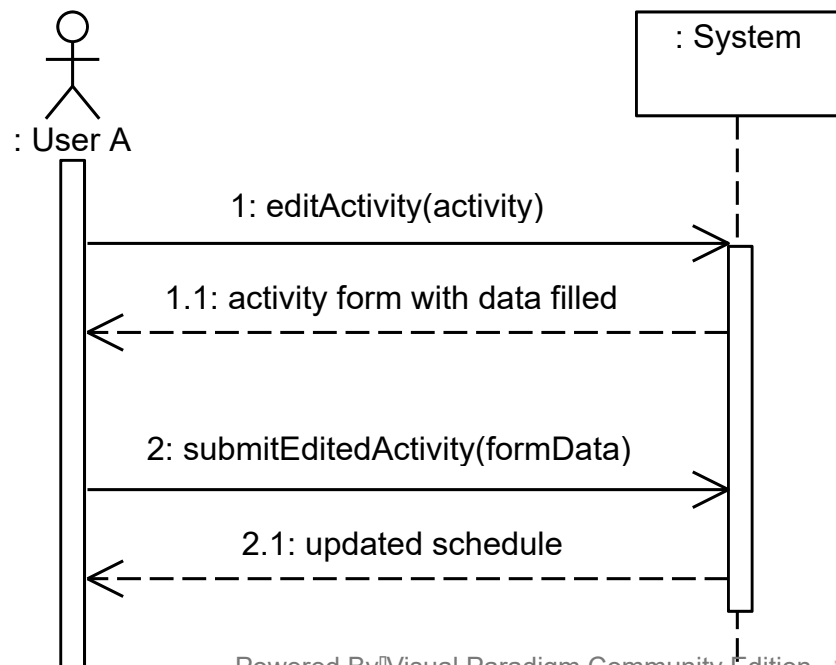 : System
: User A
1: editActivity(activity)
1.1: activity form with data filled
2: submitEditedActivity(formData)
2.1: updated schedule
Powered By Visual Paradigm Community Edition